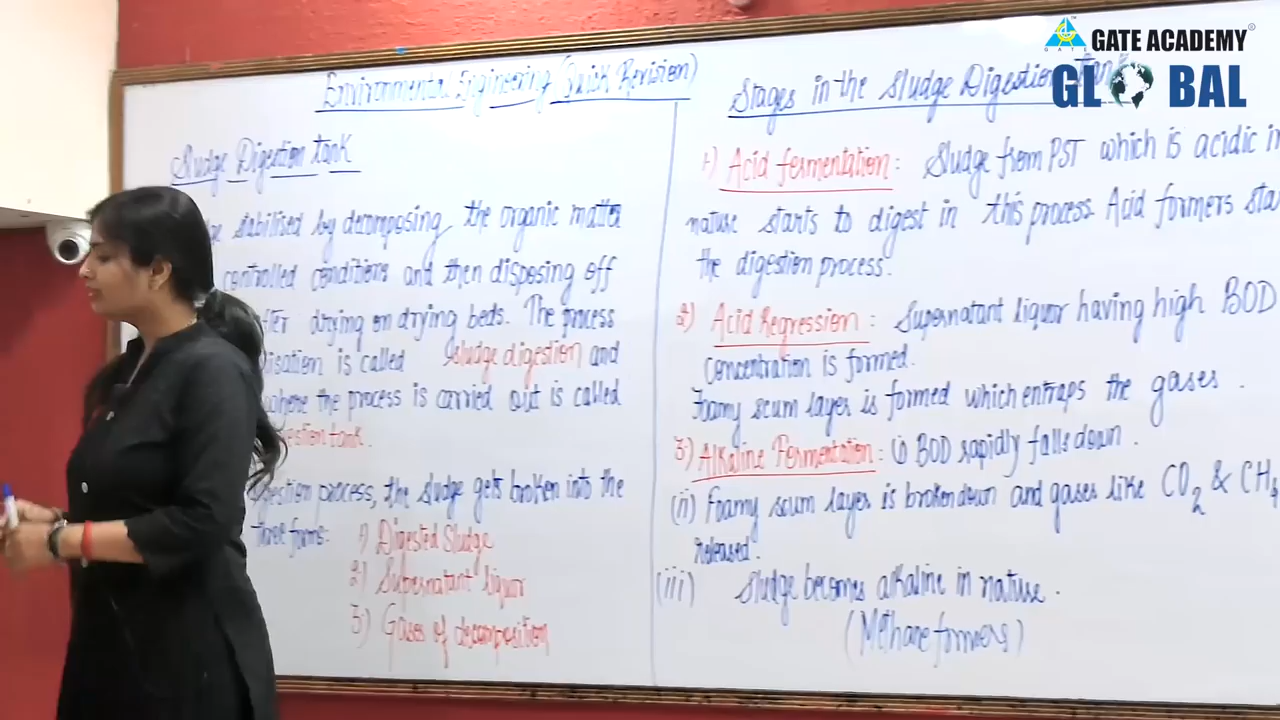 Environmental Engineering (Quick Revision)
Sludge Digestion tank
stabilised by decomposing the organic matter
controlled conditions and then disposing off
after drying on drying beds. The process
is called sludge digestion and
where the process is carried out is called
tank.
process, the sludge gets broken into the
three forms: 1) Digested Sludge
2) Supernatant liquor
3) Gases of decomposition
Stages in the Sludge Digestion Tank
1) Acid fermentation: Sludge from PST which is acidic in
nature starts to digest in this process. Acid formers
the digestion process.
2) Acid Regression: Supernatant liquor having high BOD
concentration is formed.
Foamy scum layer is formed which entraps the gases.
3) Alkaline Fermentation: (i) BOD rapidly falls down.
(ii) Foamy scum layer is broken down and gases like CO2 & CH4
released.
(iii) Sludge becomes alkaline in nature.
(Methane formers)
GATE
GATE ACADEMY®
GLOBAL